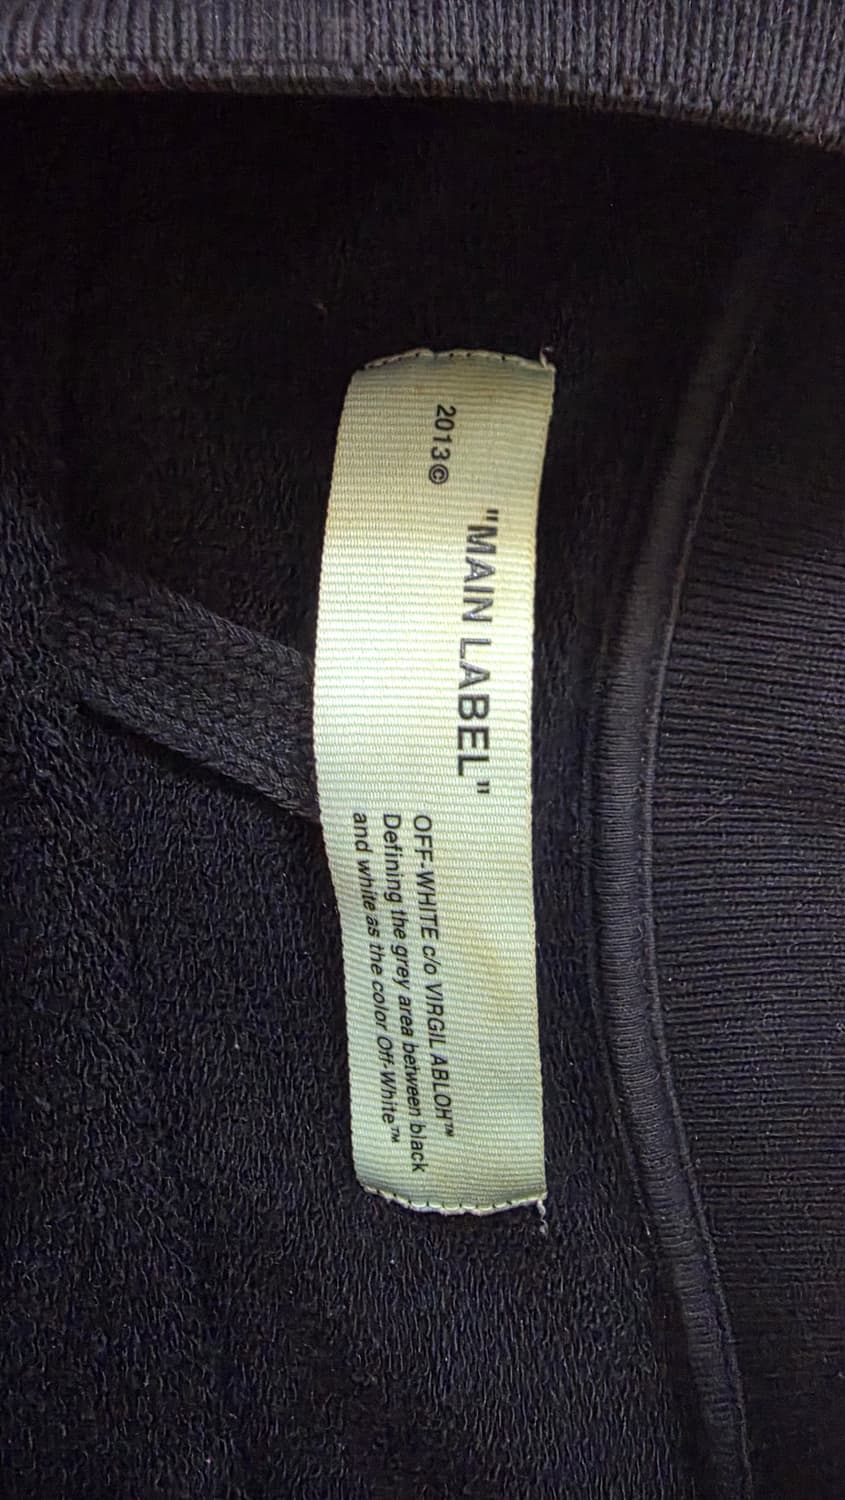 2013©
"MAIN LABEL"
OFF-WHITE c/o VIRGIL ABLOH™
Defining the grey area between black
and white as the color Off-White™